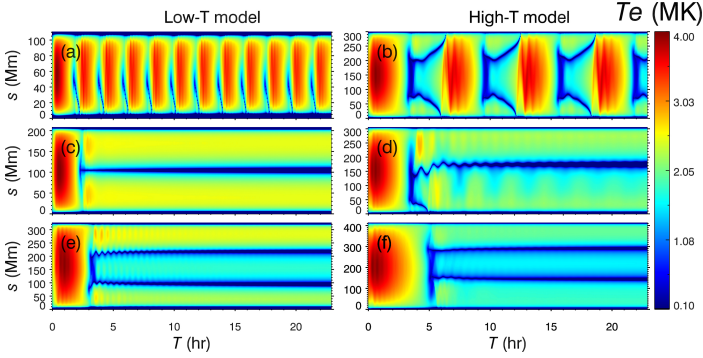 Low-T model High-T model Te (MK)
(a) (b)
s (Mm) 100 80 60 40 20 0
300 250 200 150 100 50 0
4.00
3.03
2.05
1.08
0.10
(c) (d)
s (Mm) 200 150 100 50 0
300 250 200 150 100 50 0
(e) (f)
s (Mm) 300 250 200 150 100 50 0
400 300 200 100 0
0 5 10 15 20 0 5 10 15 20
T (hr) T (hr)